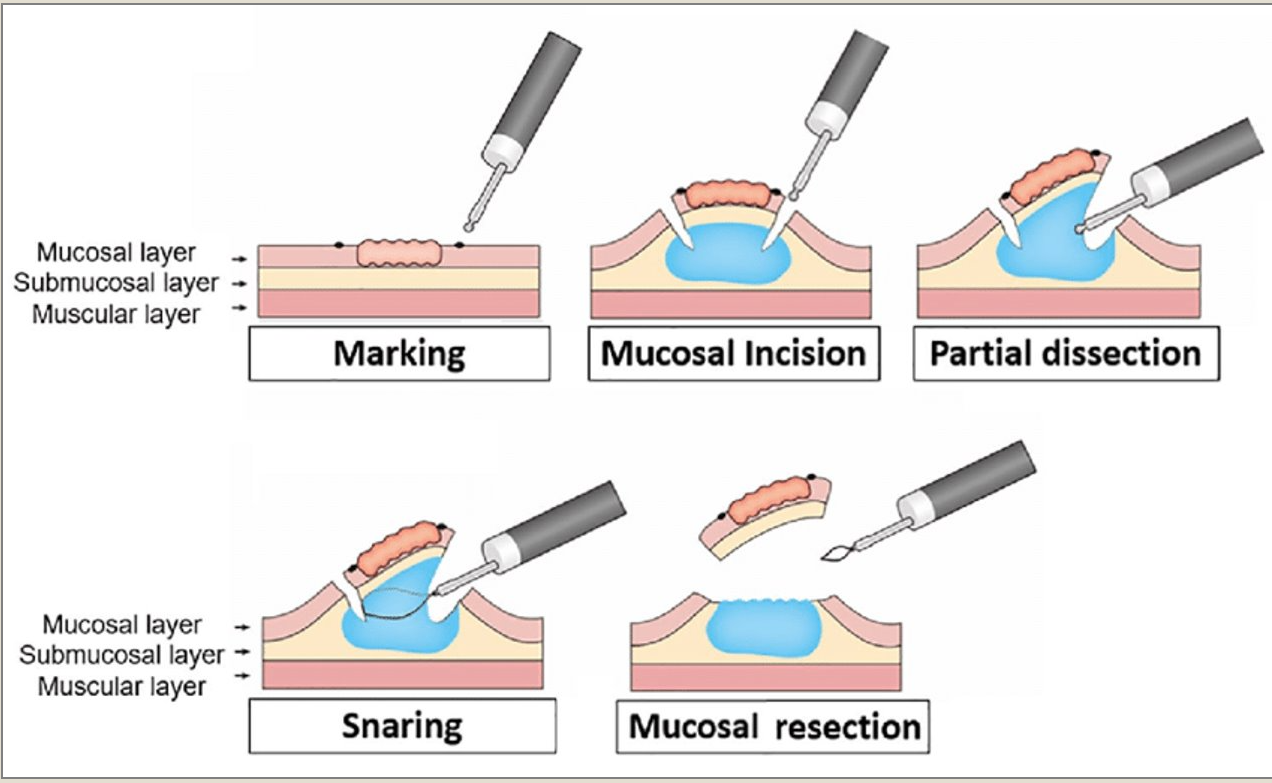 Mucosal layer
Submucosal layer
Muscular layer
Marking
Mucosal Incision
Partial dissection
Mucosal layer
Submucosal layer
Muscular layer
Snaring
Mucosal resection